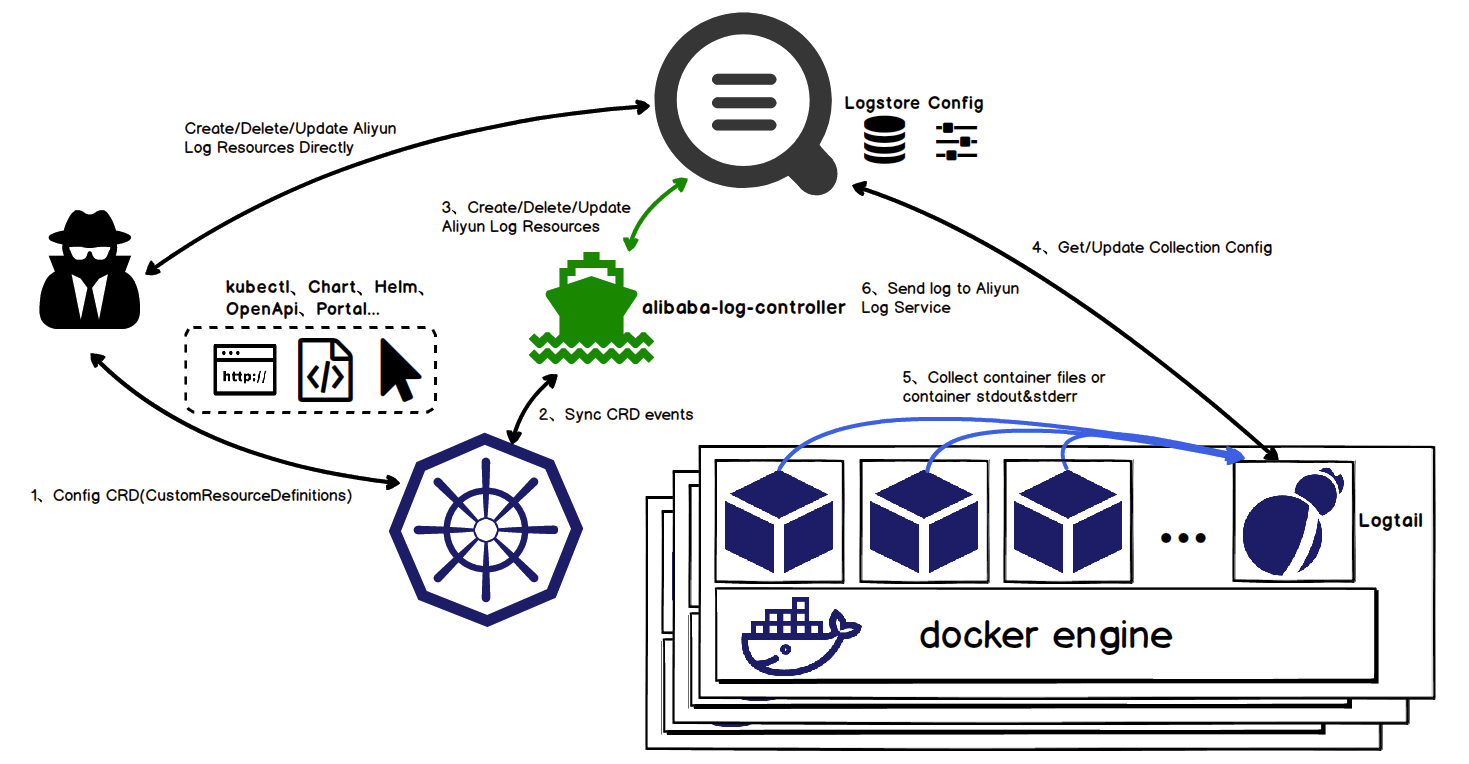 Logstore Config
Create/Delete/Update Aliyun
Log Resources Directly
3、Create/Delete/Update
Aliyun Log Resources
4、Get/Update Collection Config
kubectl、Chart、Helm、
OpenApi、Portal...
http://
</>
alibaba-log-controller
6、Send log to Aliyun
Log Service
5、Collect container files or
container stdout&stderr
2、Sync CRD events
1、Config CRD(CustomResourceDefinitions)
Logtail
docker engine